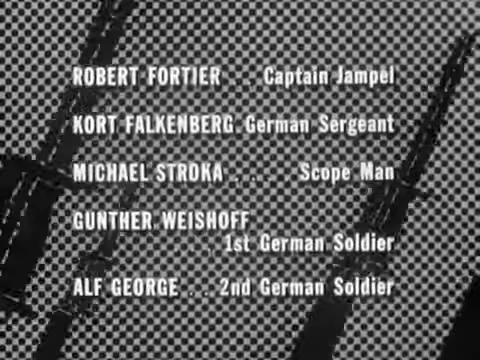 ROBERT FORTIER . . . Captain Jampel
KORT FALKENBERG. German Sergeant
MICHAEL STROKA . . . . . Scope Man
GUNTHER WEISHOFF
. . 1st German Soldier
ALF GEORGE . . . 2nd German Soldier